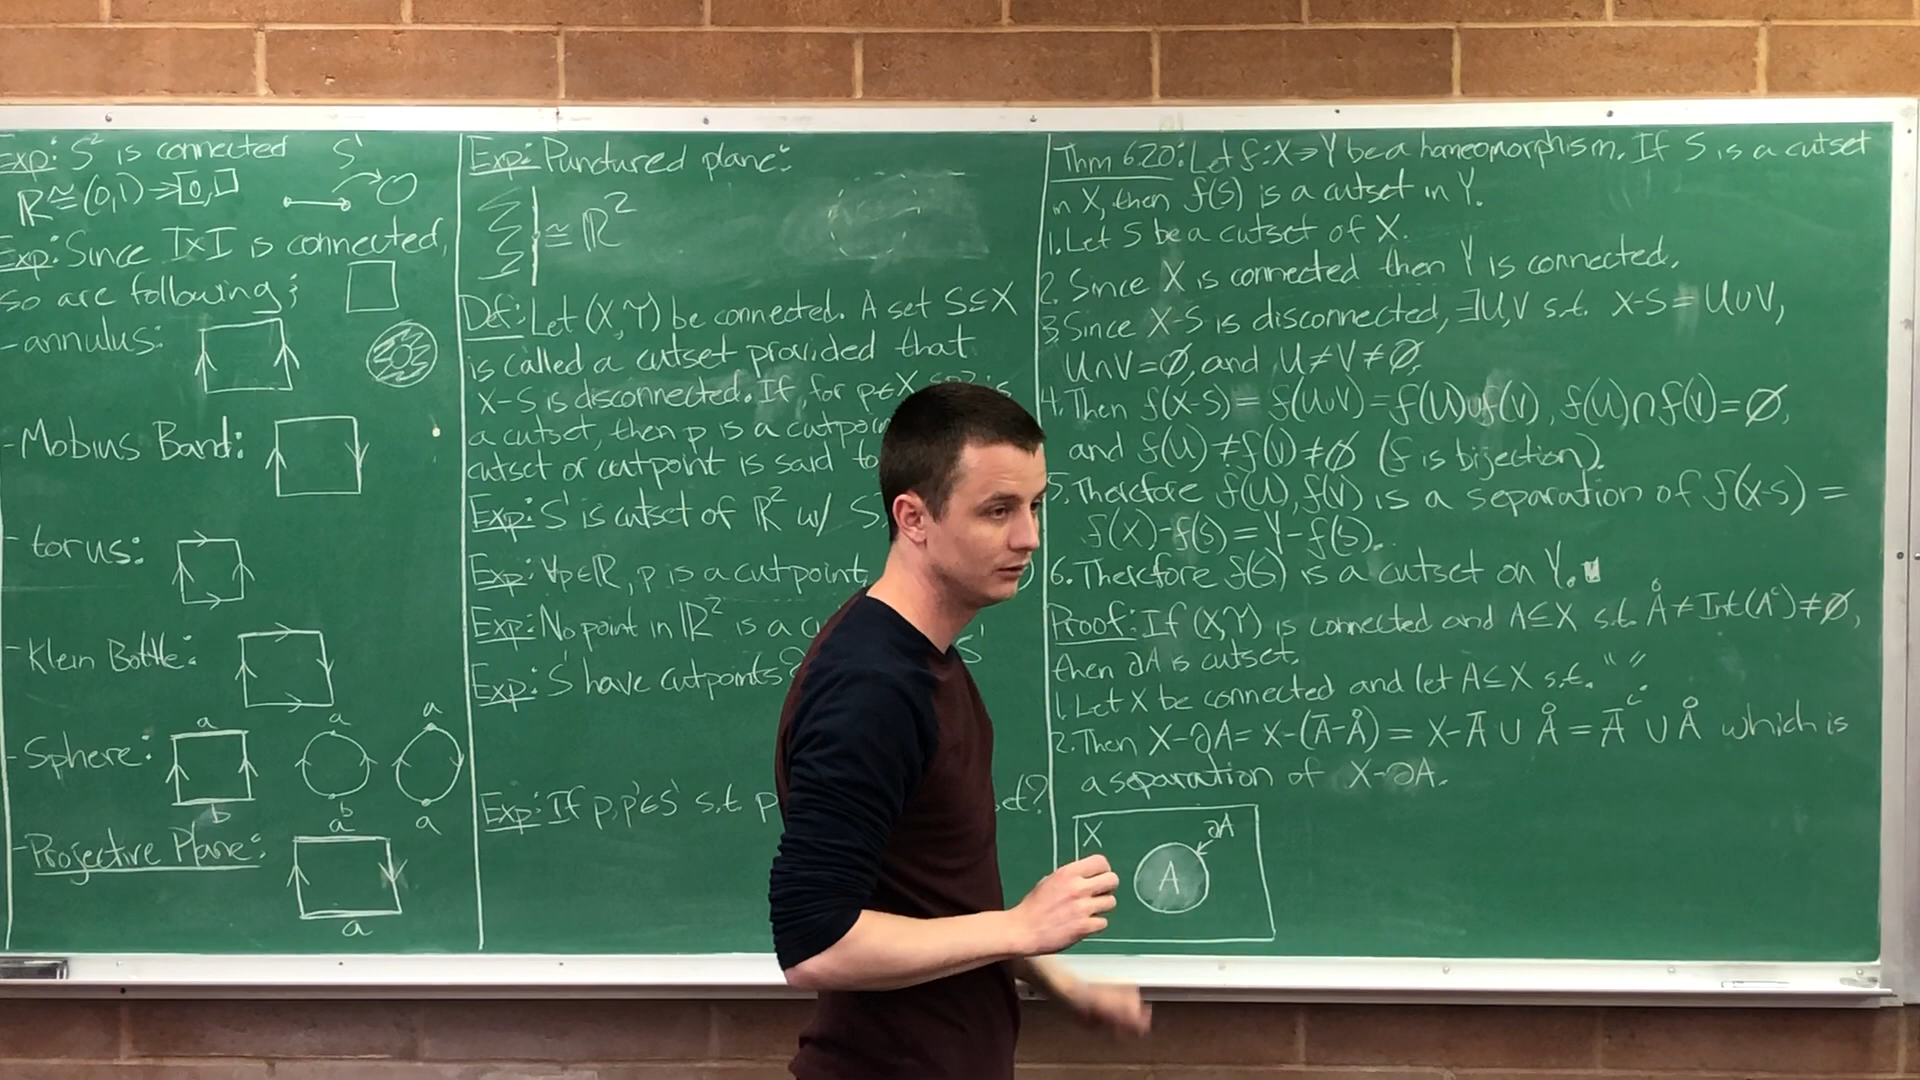 Exp: S² is connected S¹
ℝ≅(0,1)→[0,1]
Exp: Since I×I is connected,
so are following:
-annulus:
-Mobius Band:
-torus:
-Klein Bottle:
-Sphere: a a a
b b a
-Projective Plane: a
a
Exp: Punctured plane:
≅ℝ²
Def: Let (X,T) be connected. A set S⊆X
is called a cutset provided that
X-S is disconnected. If, for p∈X
a cutset, then p is a
cutset or cutpoint is said to
Exp: S¹ is cutset of ℝ² w/
Exp: ∀p∈ℝ, p is a cutpoint
Exp: No point in ℝ² is a
Exp: S¹ have cutpoints?
Exp: If p,p'∈S¹ s.t. p
Thm 6.20: Let f:X→Y be a homeomorphism. If S is a cutset
in X, then f(S) is a cutset in Y.
1. Let S be a cutset of X.
2. Since X is connected then Y is connected.
3. Since X-S is disconnected, ∃U,V s.t. X-S=U∪V,
U∩V=∅, and U≠V≠∅.
4. Then f(X-S)=f(U∪V)=f(U)∪f(V), f(U)∩f(V)=∅,
and f(U)≠f(V)≠∅ (f is bijection).
5. Therefore f(U), f(V) is a separation of f(X-S)=
f(X)-f(S)=Y-f(S).
6. Therefore f(S) is a cutset on Y.
Proof: If (X,T) is connected and A⊆X s.t. Å≠Int(Aᶜ)≠∅,
then ∂A is cutset.
1. Let X be connected and let A⊆X s.t. " "
2. Then X-∂A=X-(Ā-Å)=X-Ā∪Å=Āᶜ∪Å which is
a separation of X-∂A.
X ∂A
A